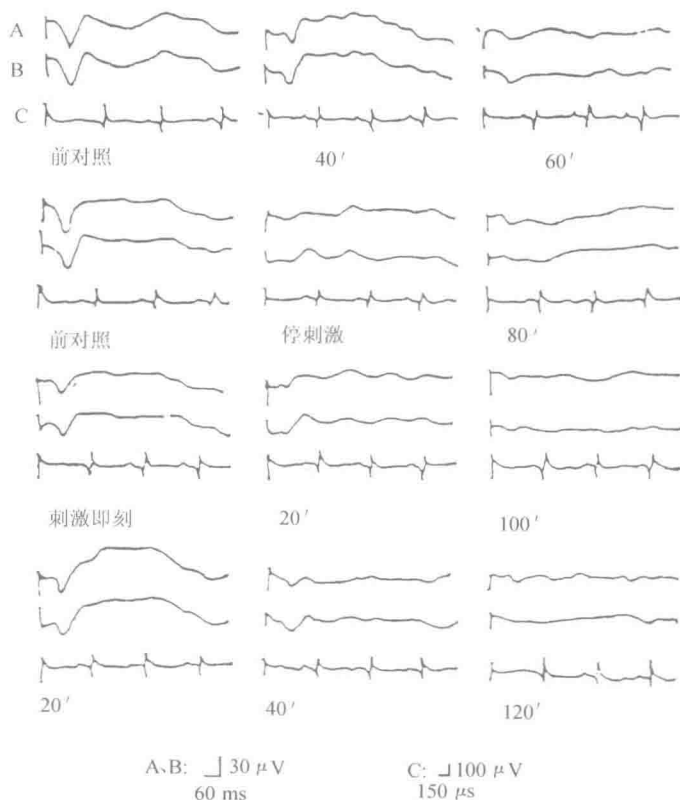 A
B
C
前对照
40′
60′
前对照
停刺激
80′
刺激即刻
20′
100′
20′
40′
120′
A、B: 30 μV
60 ms
C: 100 μV
150 μs